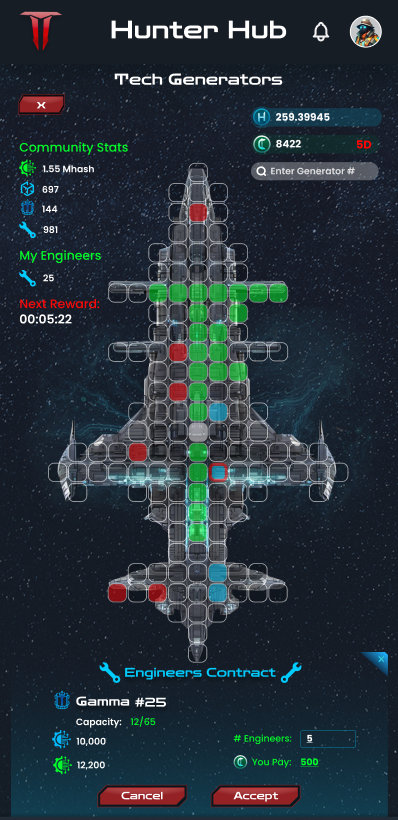 Hunter Hub
Tech Generators
X
H 259.39945
8422 5D
Enter Generator #
Community Stats
1.55 Mhash
697
144
981
My Engineers
25
Next Reward:
00:05:22
Engineers Contract
Gamma #25
Capacity: 12/65
10,000
12,200
# Engineers: 5
You Pay: 500
Cancel
Accept